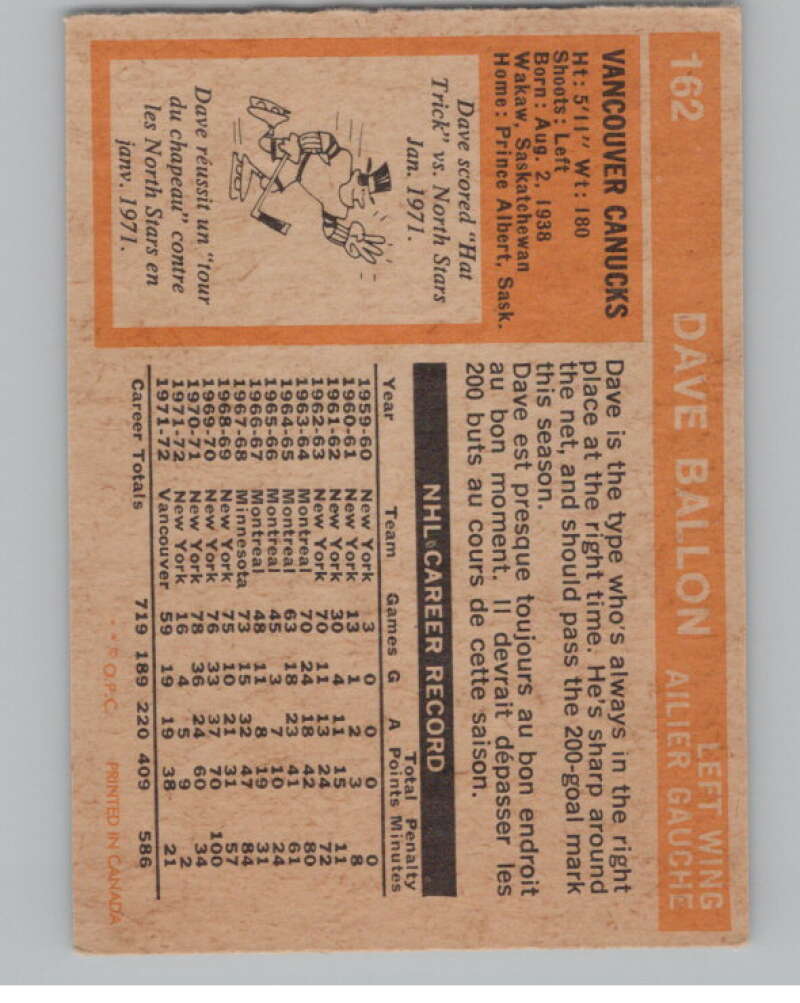 162 DAVE BALLON LEFT WING
AILIER GAUCHE
VANCOUVER CANUCKS
Ht: 5'11" Wt: 180
Shoots: Left
Born: Aug. 2, 1938
Wakaw, Saskatchewan
Home: Prince Albert, Sask.
Dave scored "Hat
Trick" vs. North Stars
Jan. 1971.
Dave réussit un "tour
du chapeau" contre
les North Stars en
janv. 1971.
Dave is the type who's always in the right
place at the right time. He's sharp around
the net, and should pass the 200-goal mark
this season.
Dave est presque toujours au bon endroit
au bon moment. Il devrait dépasser les
200 buts au cours de cette saison.
NHL CAREER RECORD
Year Team Games G A Total Points Penalty Minutes
1959-60 New York 3 0 0 0 0
1960-61 New York 13 1 2 3 8
1961-62 New York 30 4 11 15 11
1962-63 New York 70 11 13 24 72
1963-64 Montreal 70 24 18 42 80
1964-65 Montreal 63 18 23 41 61
1965-66 Montreal 45 3 7 10 24
1966-67 Montreal 48 11 8 19 31
1967-68 Minnesota 73 15 32 47 84
1968-69 New York 75 10 21 31 57
1969-70 New York 76 33 37 70 100
1970-71 New York 78 36 24 60 34
1971-72 New York 16 4 5 9 2
1971-72 Vancouver 59 19 19 38 21
Career Totals 719 189 220 409 586
© O.P.C. PRINTED IN CANADA